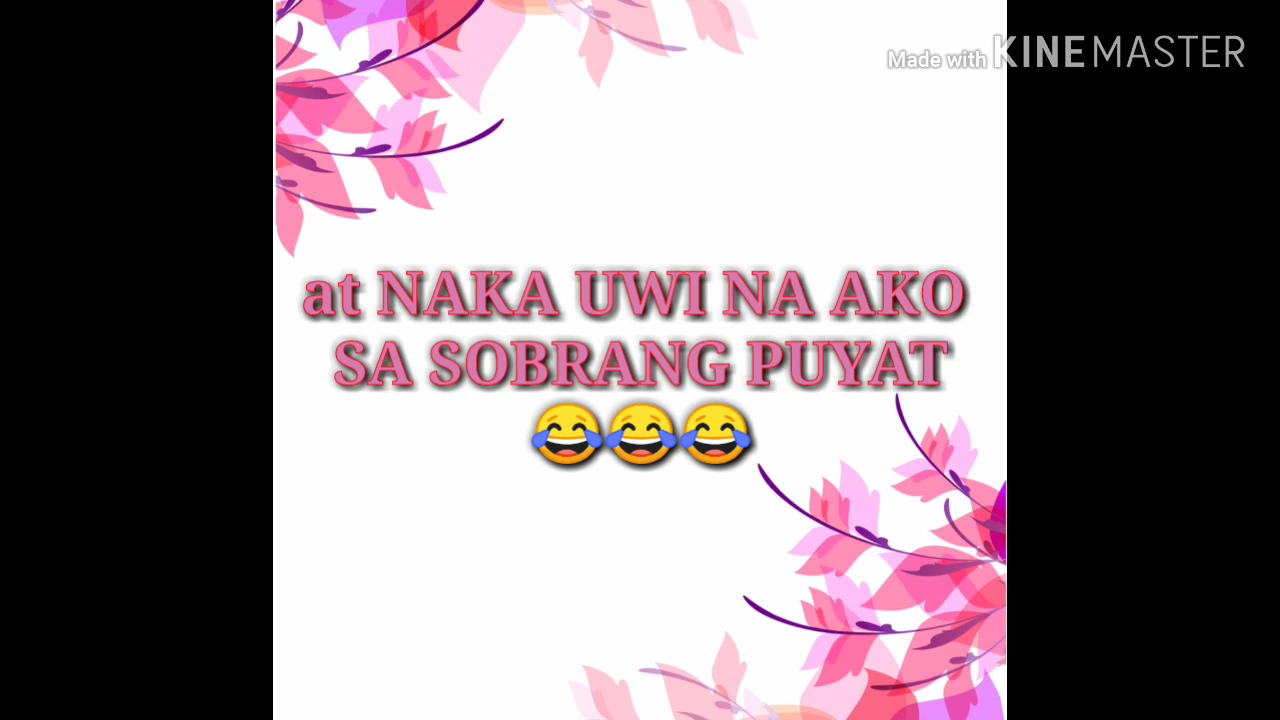 Made with KINEMASTER
at NAKA UWI NA AKO
SA SOBRANG PUYAT
😂😂😂